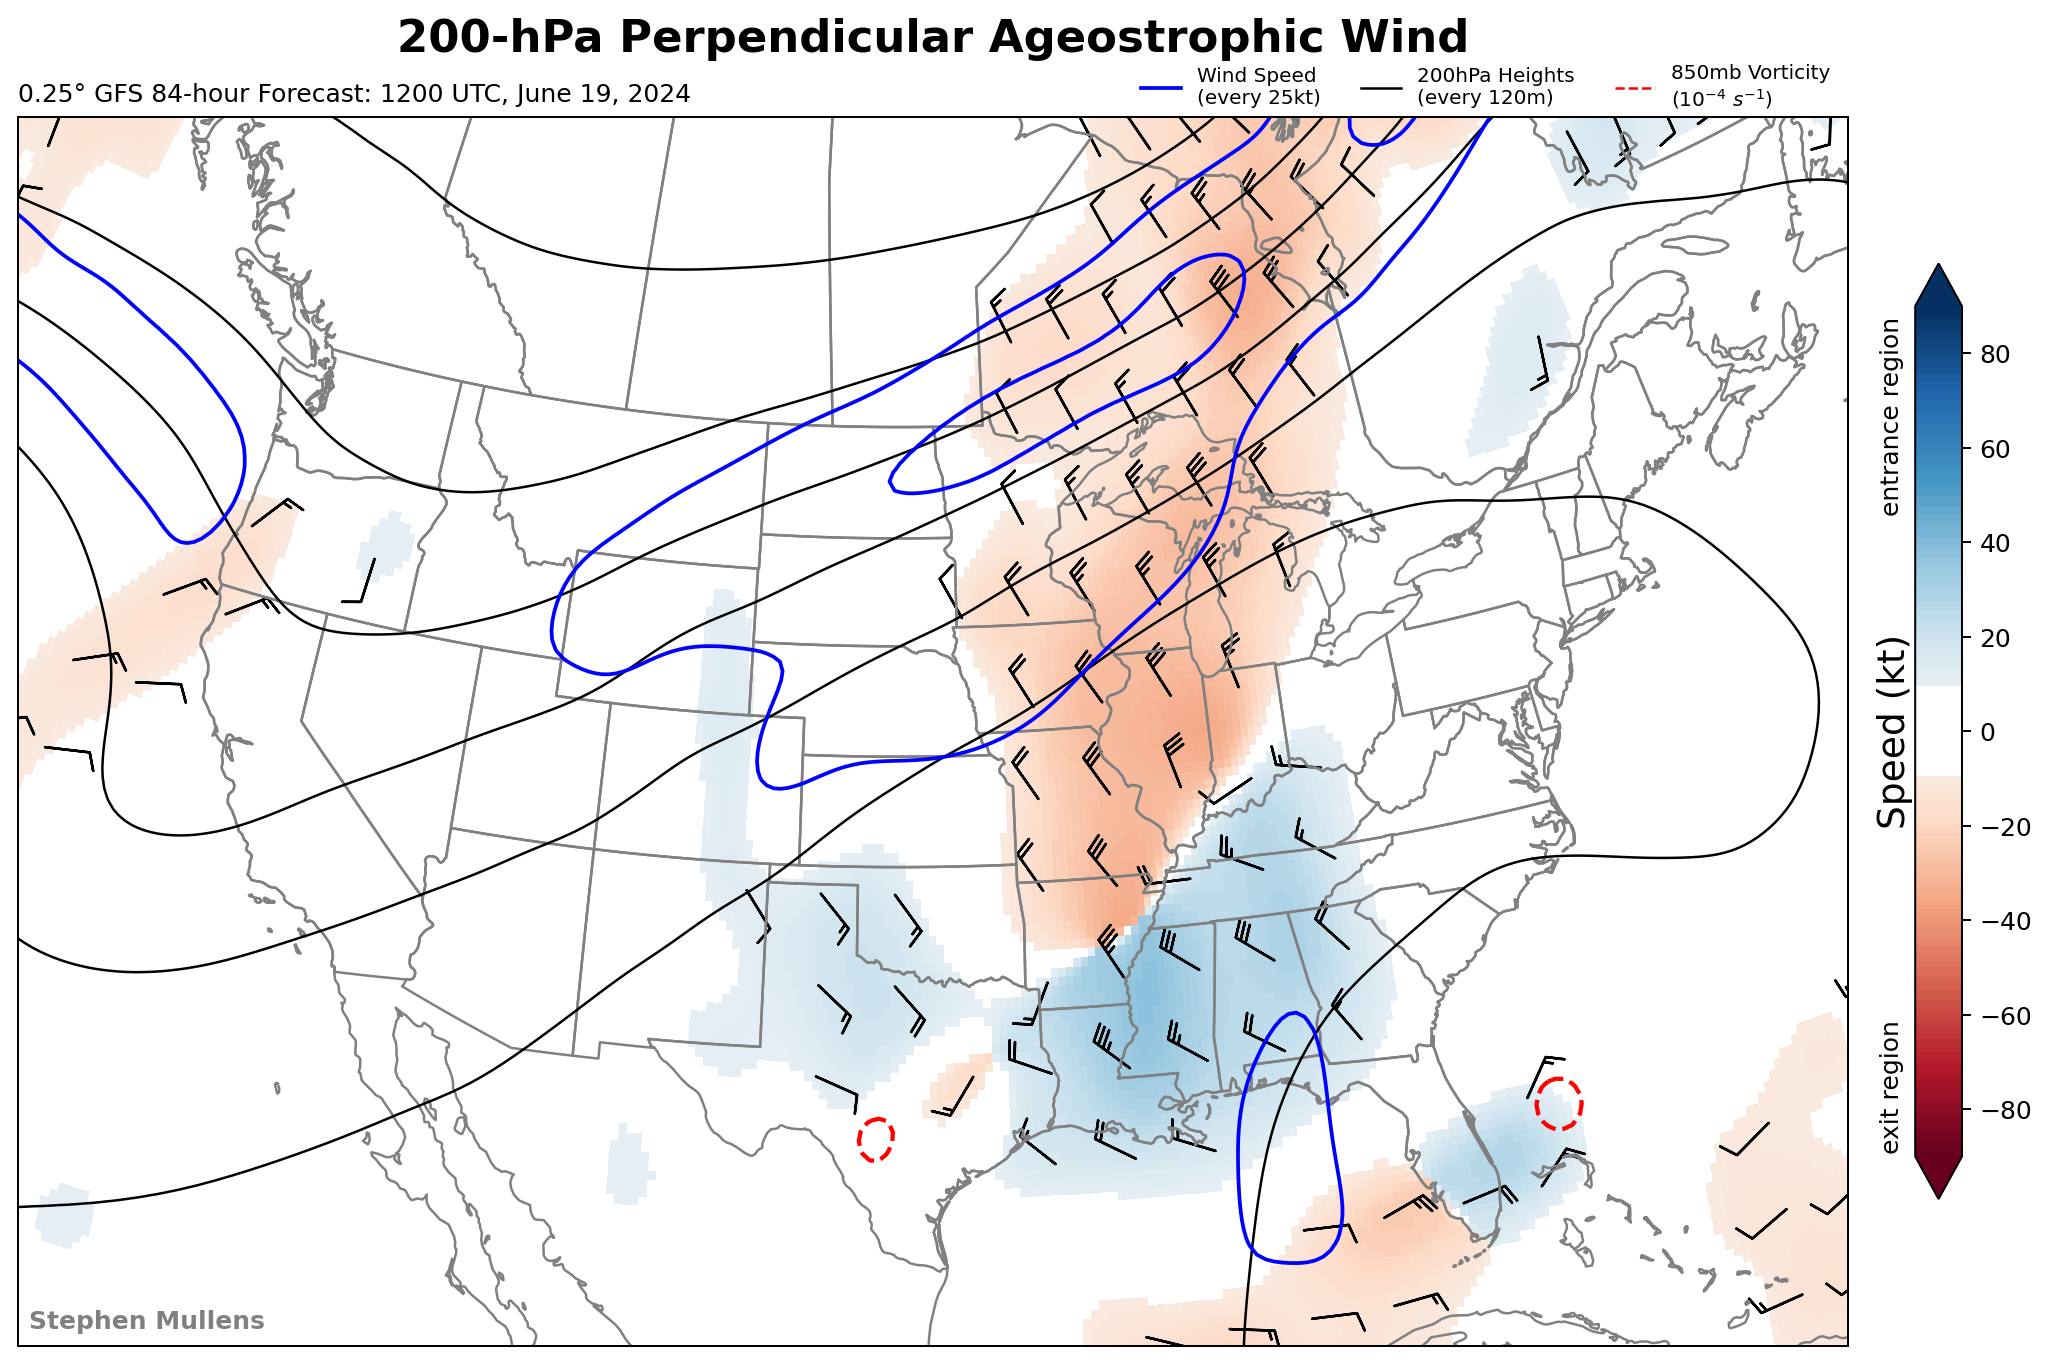 200-hPa Perpendicular Ageostrophic Wind
0.25° GFS 84-hour Forecast: 1200 UTC, June 19, 2024
Wind Speed
(every 25kt)
200hPa Heights
(every 120m)
850mb Vorticity
(10⁻⁴ s⁻¹)
80
60
40
20
0
−20
−40
−60
−80
entrance region
Speed (kt)
exit region
Stephen Mullens